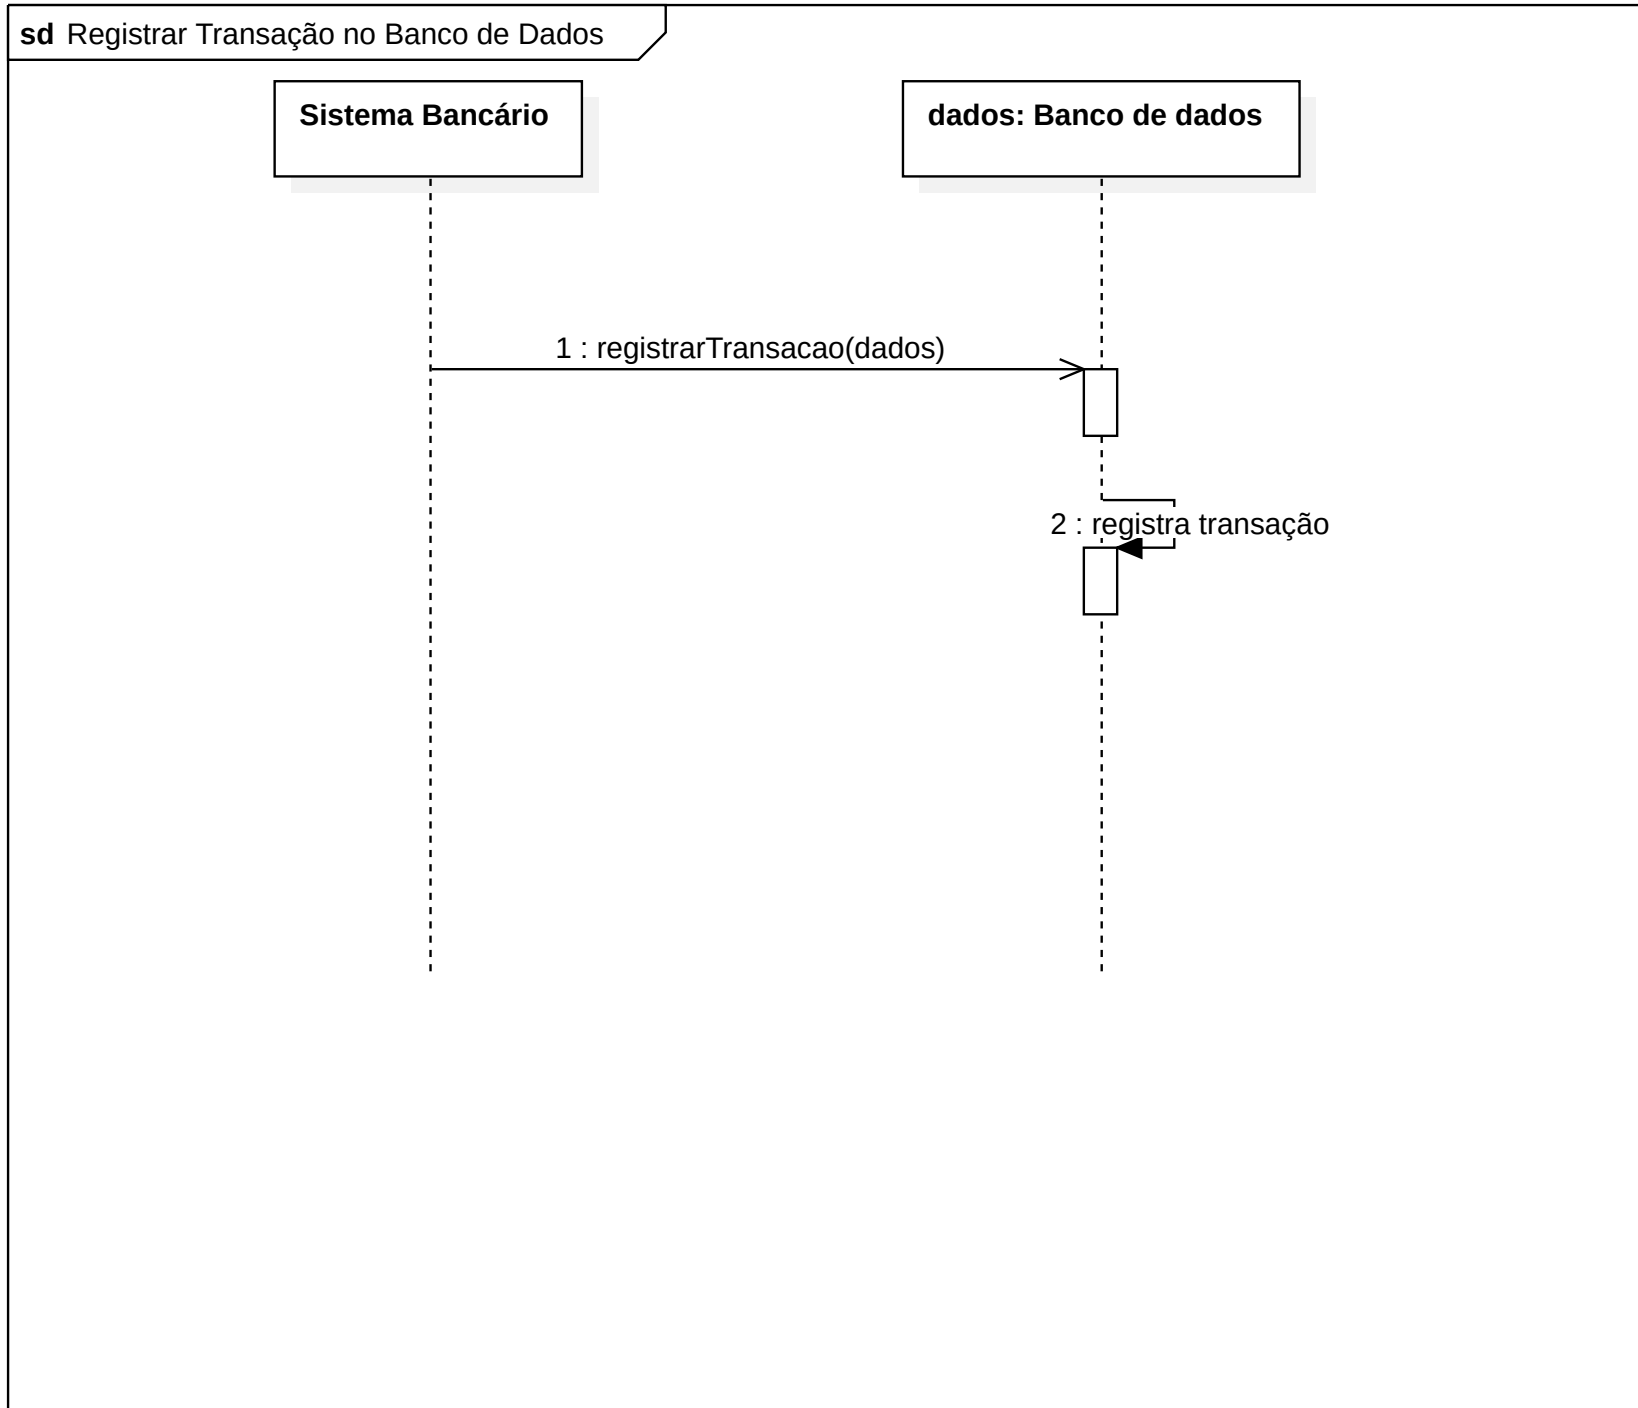 sd Registrar Transação no Banco de Dados
Sistema Bancário
dados: Banco de dados
1 : registrarTransacao(dados)
2 : registra transação